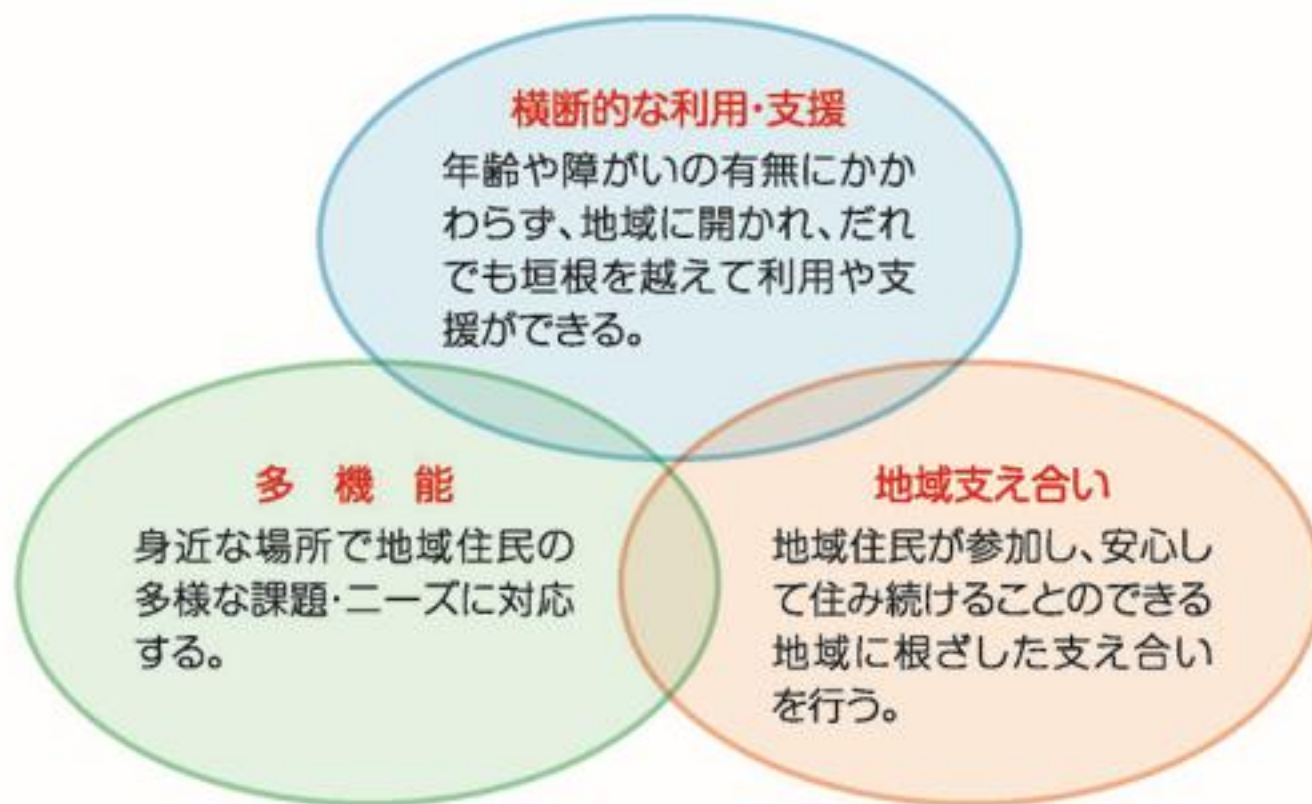 横断的な利用・支援
年齢や障がいの有無にかか
わらず、地域に開かれ、だれ
でも垣根を越えて利用や支
援ができる。
多 機 能
身近な場所で地域住民の
多様な課題・ニーズに対応
する。
地域支え合い
地域住民が参加し、安心し
て住み続けることのできる
地域に根ざした支え合い
を行う。